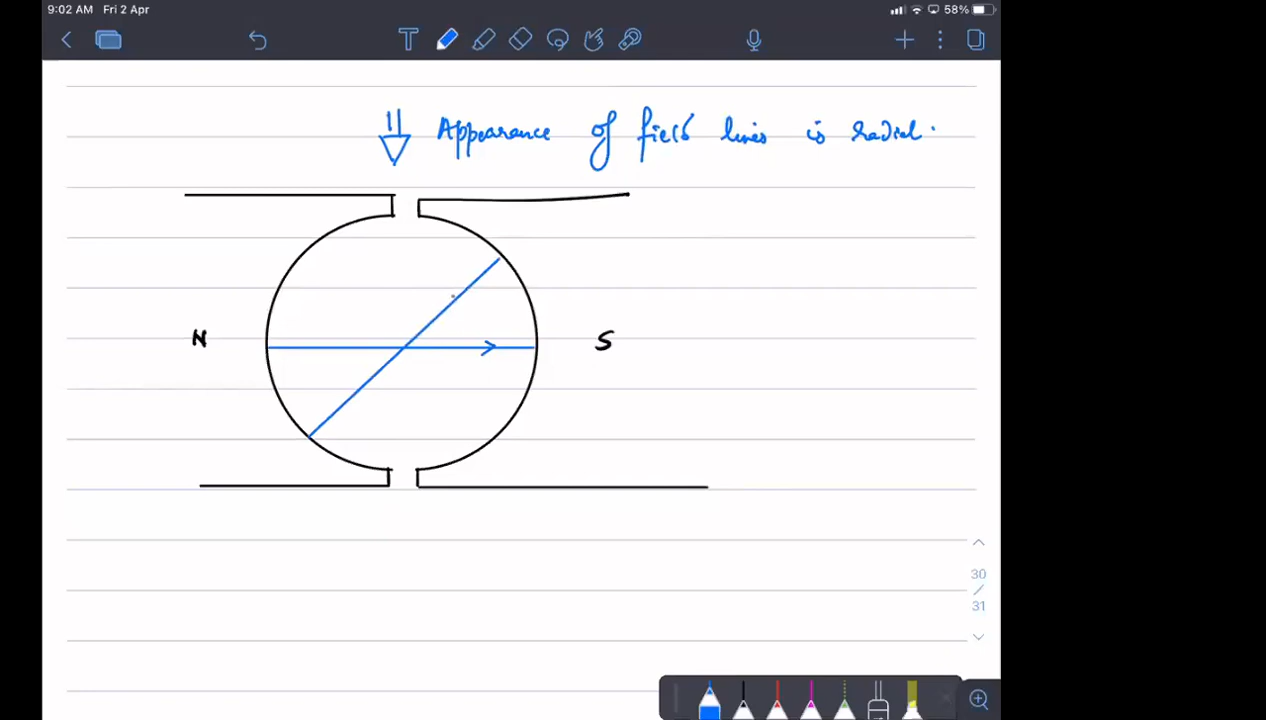 9:02 AM Fri 2 Apr
58%
T
Appearance of field lines is radial.
N
S
30
/
31